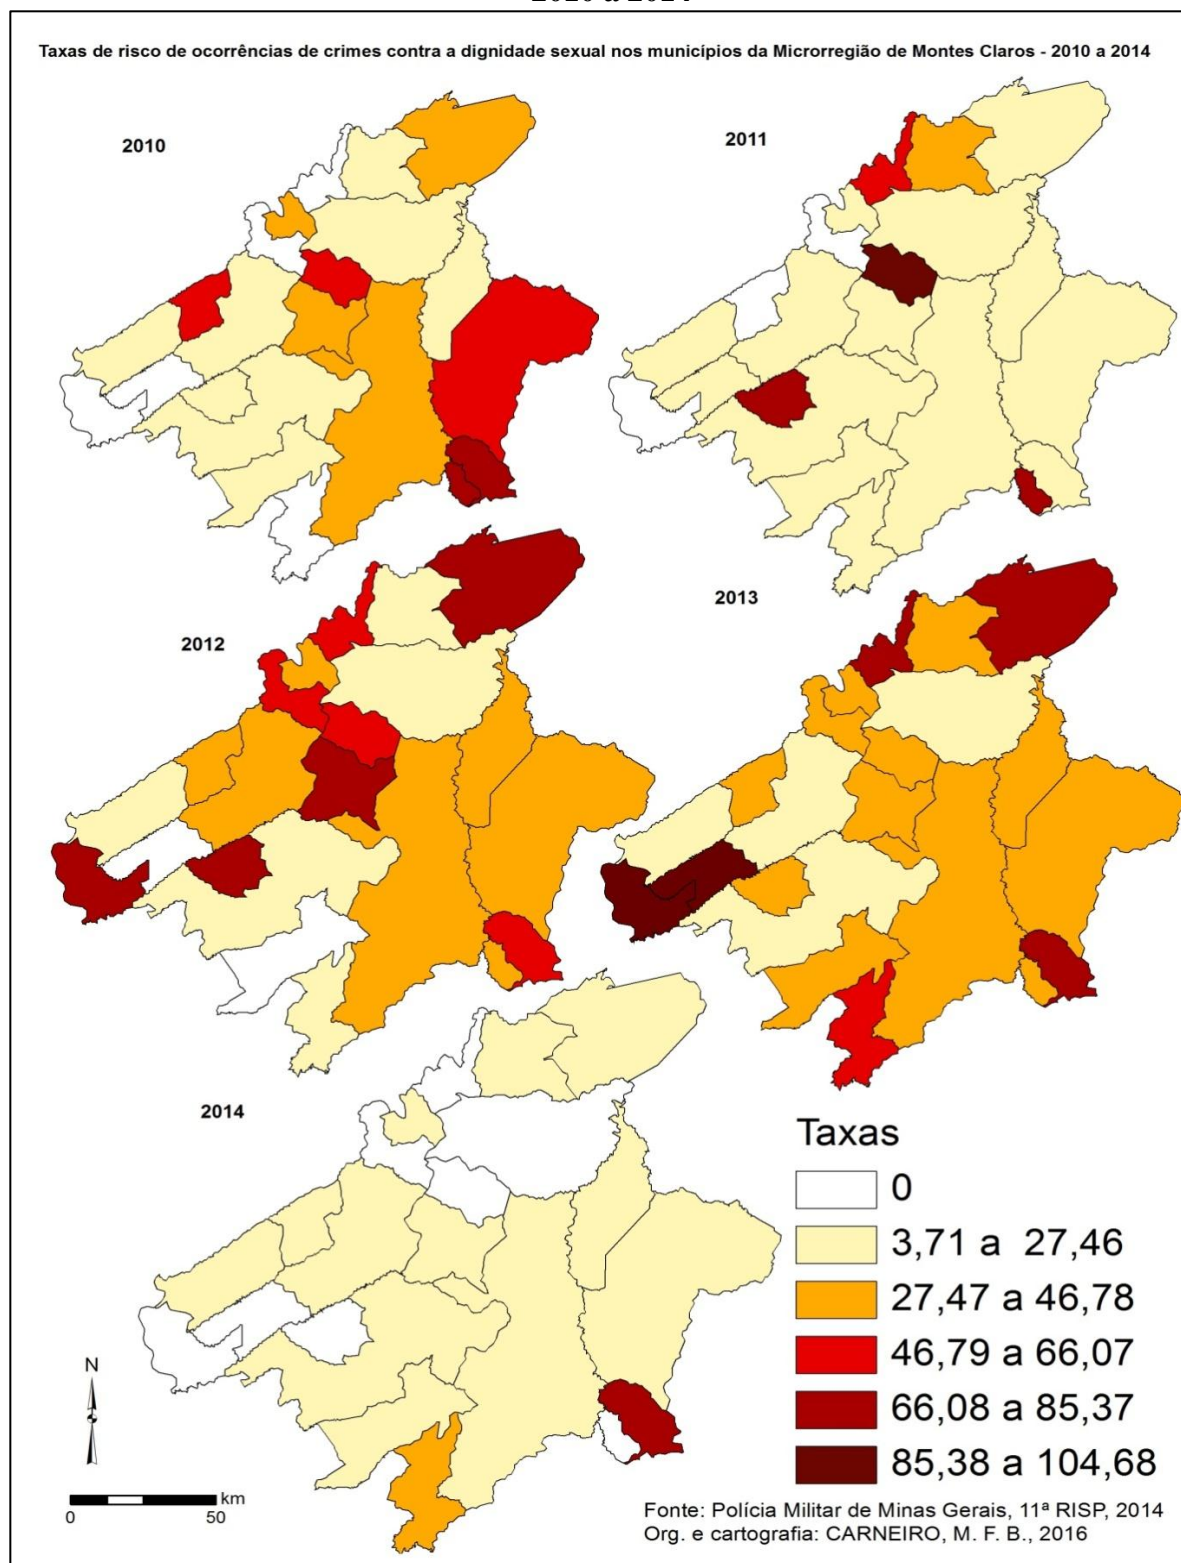 2010 a 2014
Taxas de risco de ocorrências de crimes contra a dignidade sexual nos municípios da Microrregião de Montes Claros - 2010 a 2014
2010
2011
2012
2013
2014
Taxas
0
3,71 a 27,46
27,47 a 46,78
46,79 a 66,07
66,08 a 85,37
85,38 a 104,68
N
km
0 50
Fonte: Polícia Militar de Minas Gerais, 11ª RISP, 2014
Org. e cartografia: CARNEIRO, M. F. B., 2016